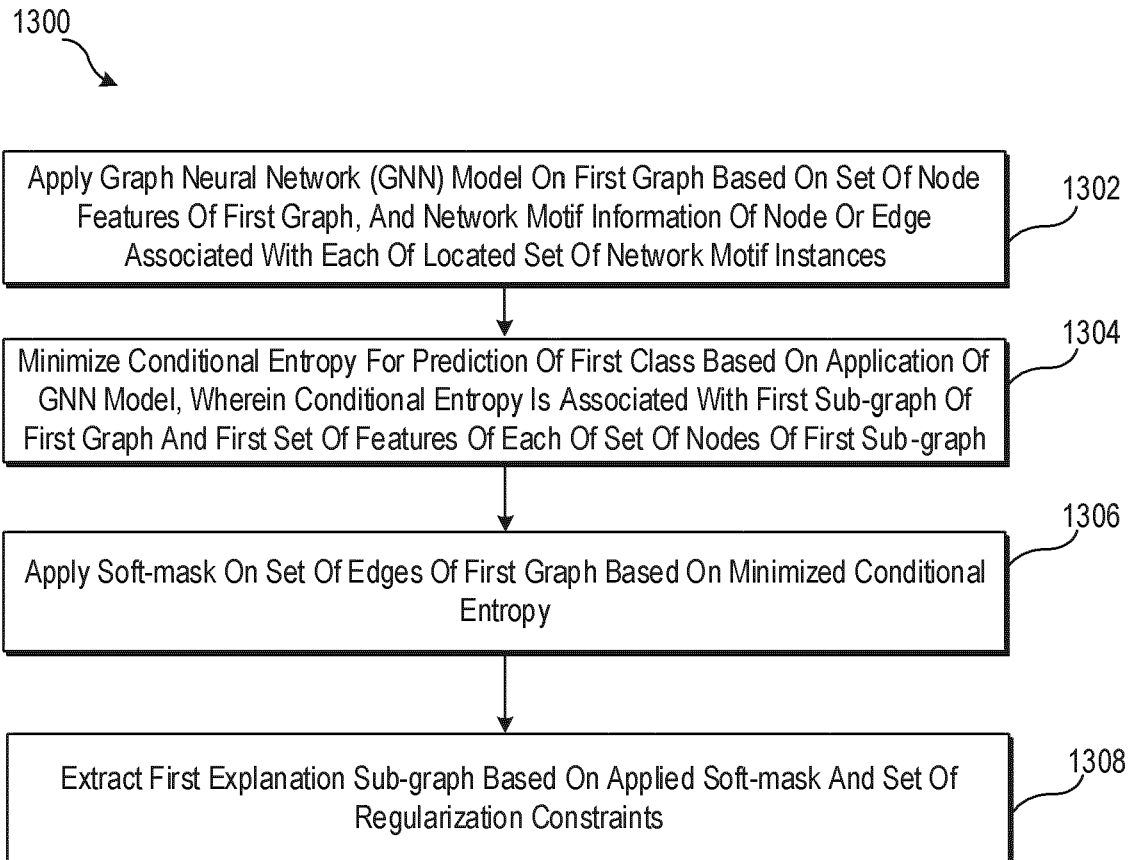 1300
Apply Graph Neural Network (GNN) Model On First Graph Based On Set Of Node
Features Of First Graph, And Network Motif Information Of Node Or Edge
Associated With Each Of Located Set Of Network Motif Instances
1302
Minimize Conditional Entropy For Prediction Of First Class Based On Application Of
GNN Model, Wherein Conditional Entropy Is Associated With First Sub-graph Of
First Graph And First Set Of Features Of Each Of Set Of Nodes Of First Sub-graph
1304
Apply Soft-mask On Set Of Edges Of First Graph Based On Minimized Conditional
Entropy
1306
Extract First Explanation Sub-graph Based On Applied Soft-mask And Set Of
Regularization Constraints
1308